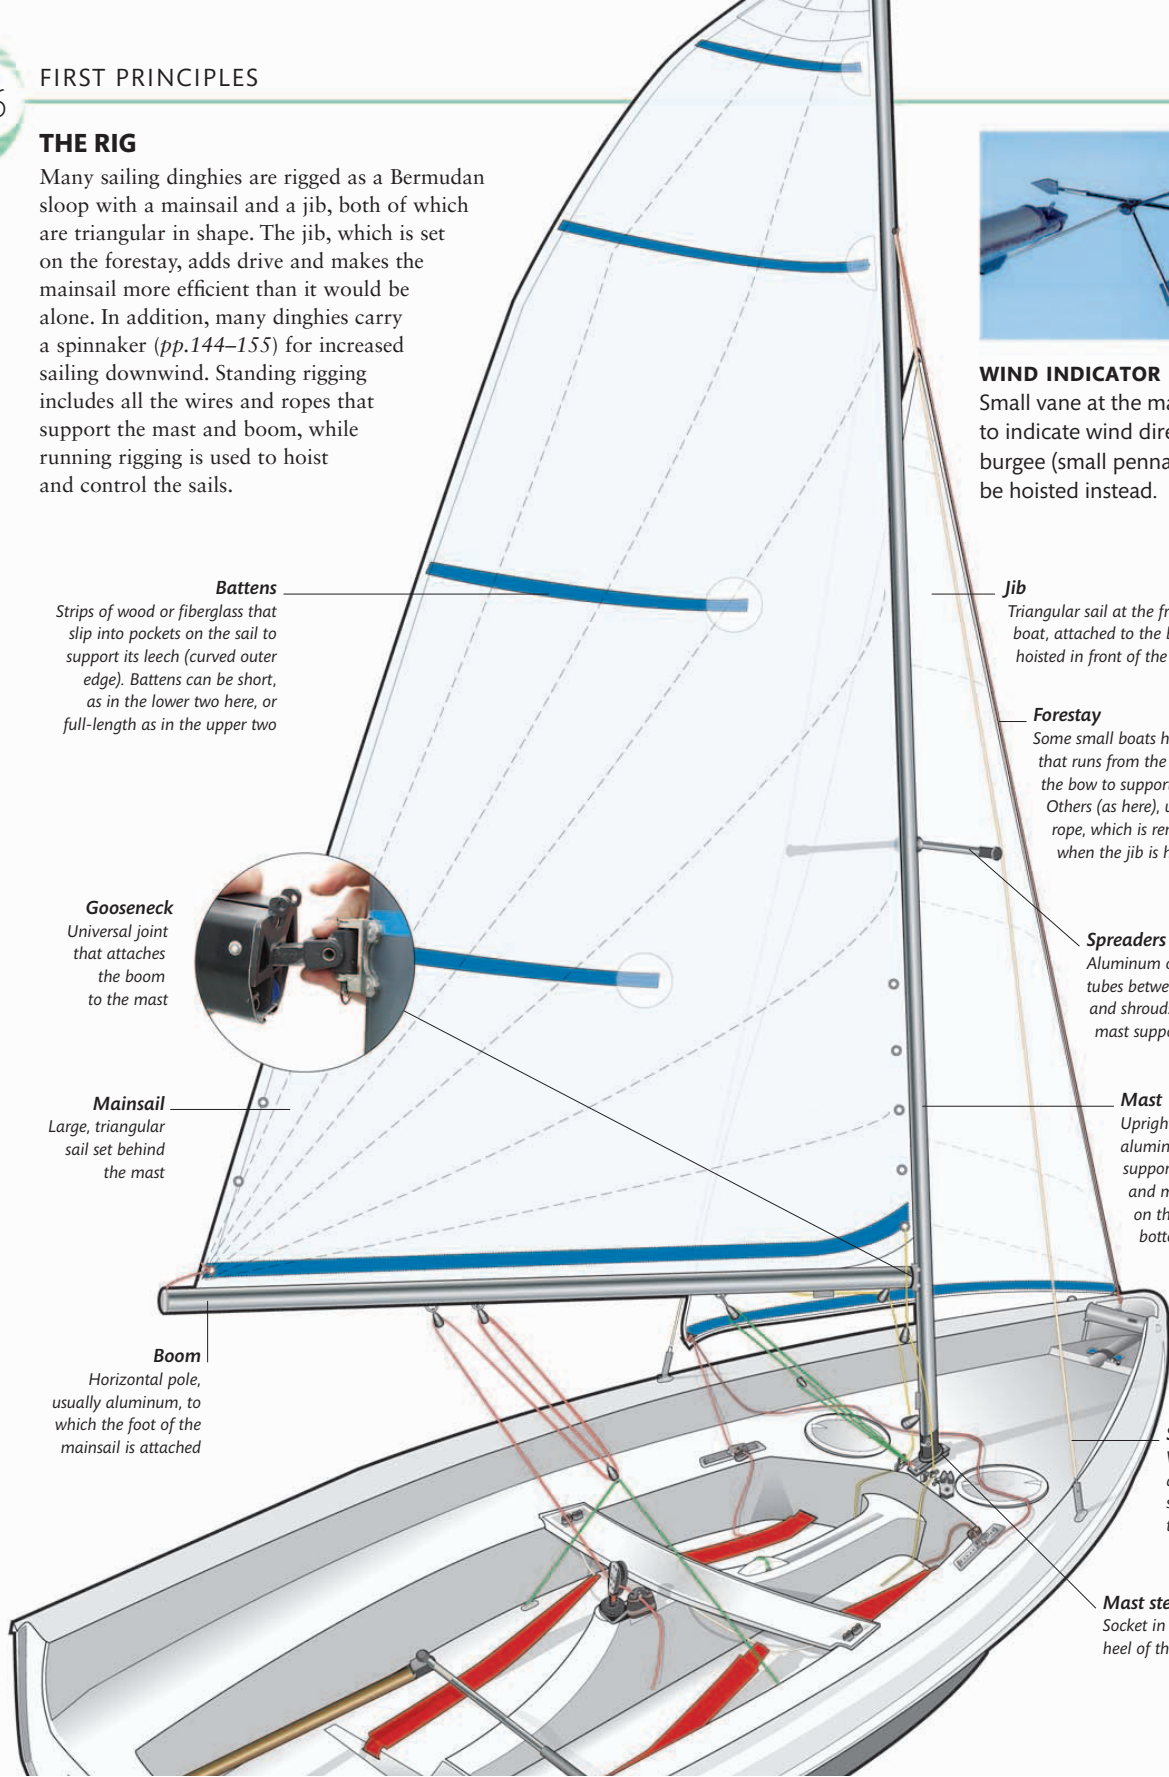 FIRST PRINCIPLES
THE RIG
Many sailing dinghies are rigged as a Bermudan
sloop with a mainsail and a jib, both of which
are triangular in shape. The jib, which is set
on the forestay, adds drive and makes the
mainsail more efficient than it would be
alone. In addition, many dinghies carry
a spinnaker (pp.144–155) for increased
sailing downwind. Standing rigging
includes all the wires and ropes that
support the mast and boom, while
running rigging is used to hoist
and control the sails.
WIND INDICATOR
Small vane at the
to indicate wind
burgee (small
be hoisted instead.
Battens
Strips of wood or fiberglass that
slip into pockets on the sail to
support its leech (curved outer
edge). Battens can be short,
as in the lower two here, or
full-length as in the upper two
Jib
Triangular sail at the
boat, attached to the
hoisted in front of the
Forestay
Some small boats
that runs from the
the bow to
Others (as here),
rope, which is
when the jib is
Gooseneck
Universal joint
that attaches
the boom
to the mast
Spreaders
Aluminum
tubes
and
mast
Mainsail
Large, triangular
sail set behind
the mast
Mast
and
on
Boom
Horizontal pole,
usually aluminum, to
which the foot of the
mainsail is attached
Mast
Socket in
heel of